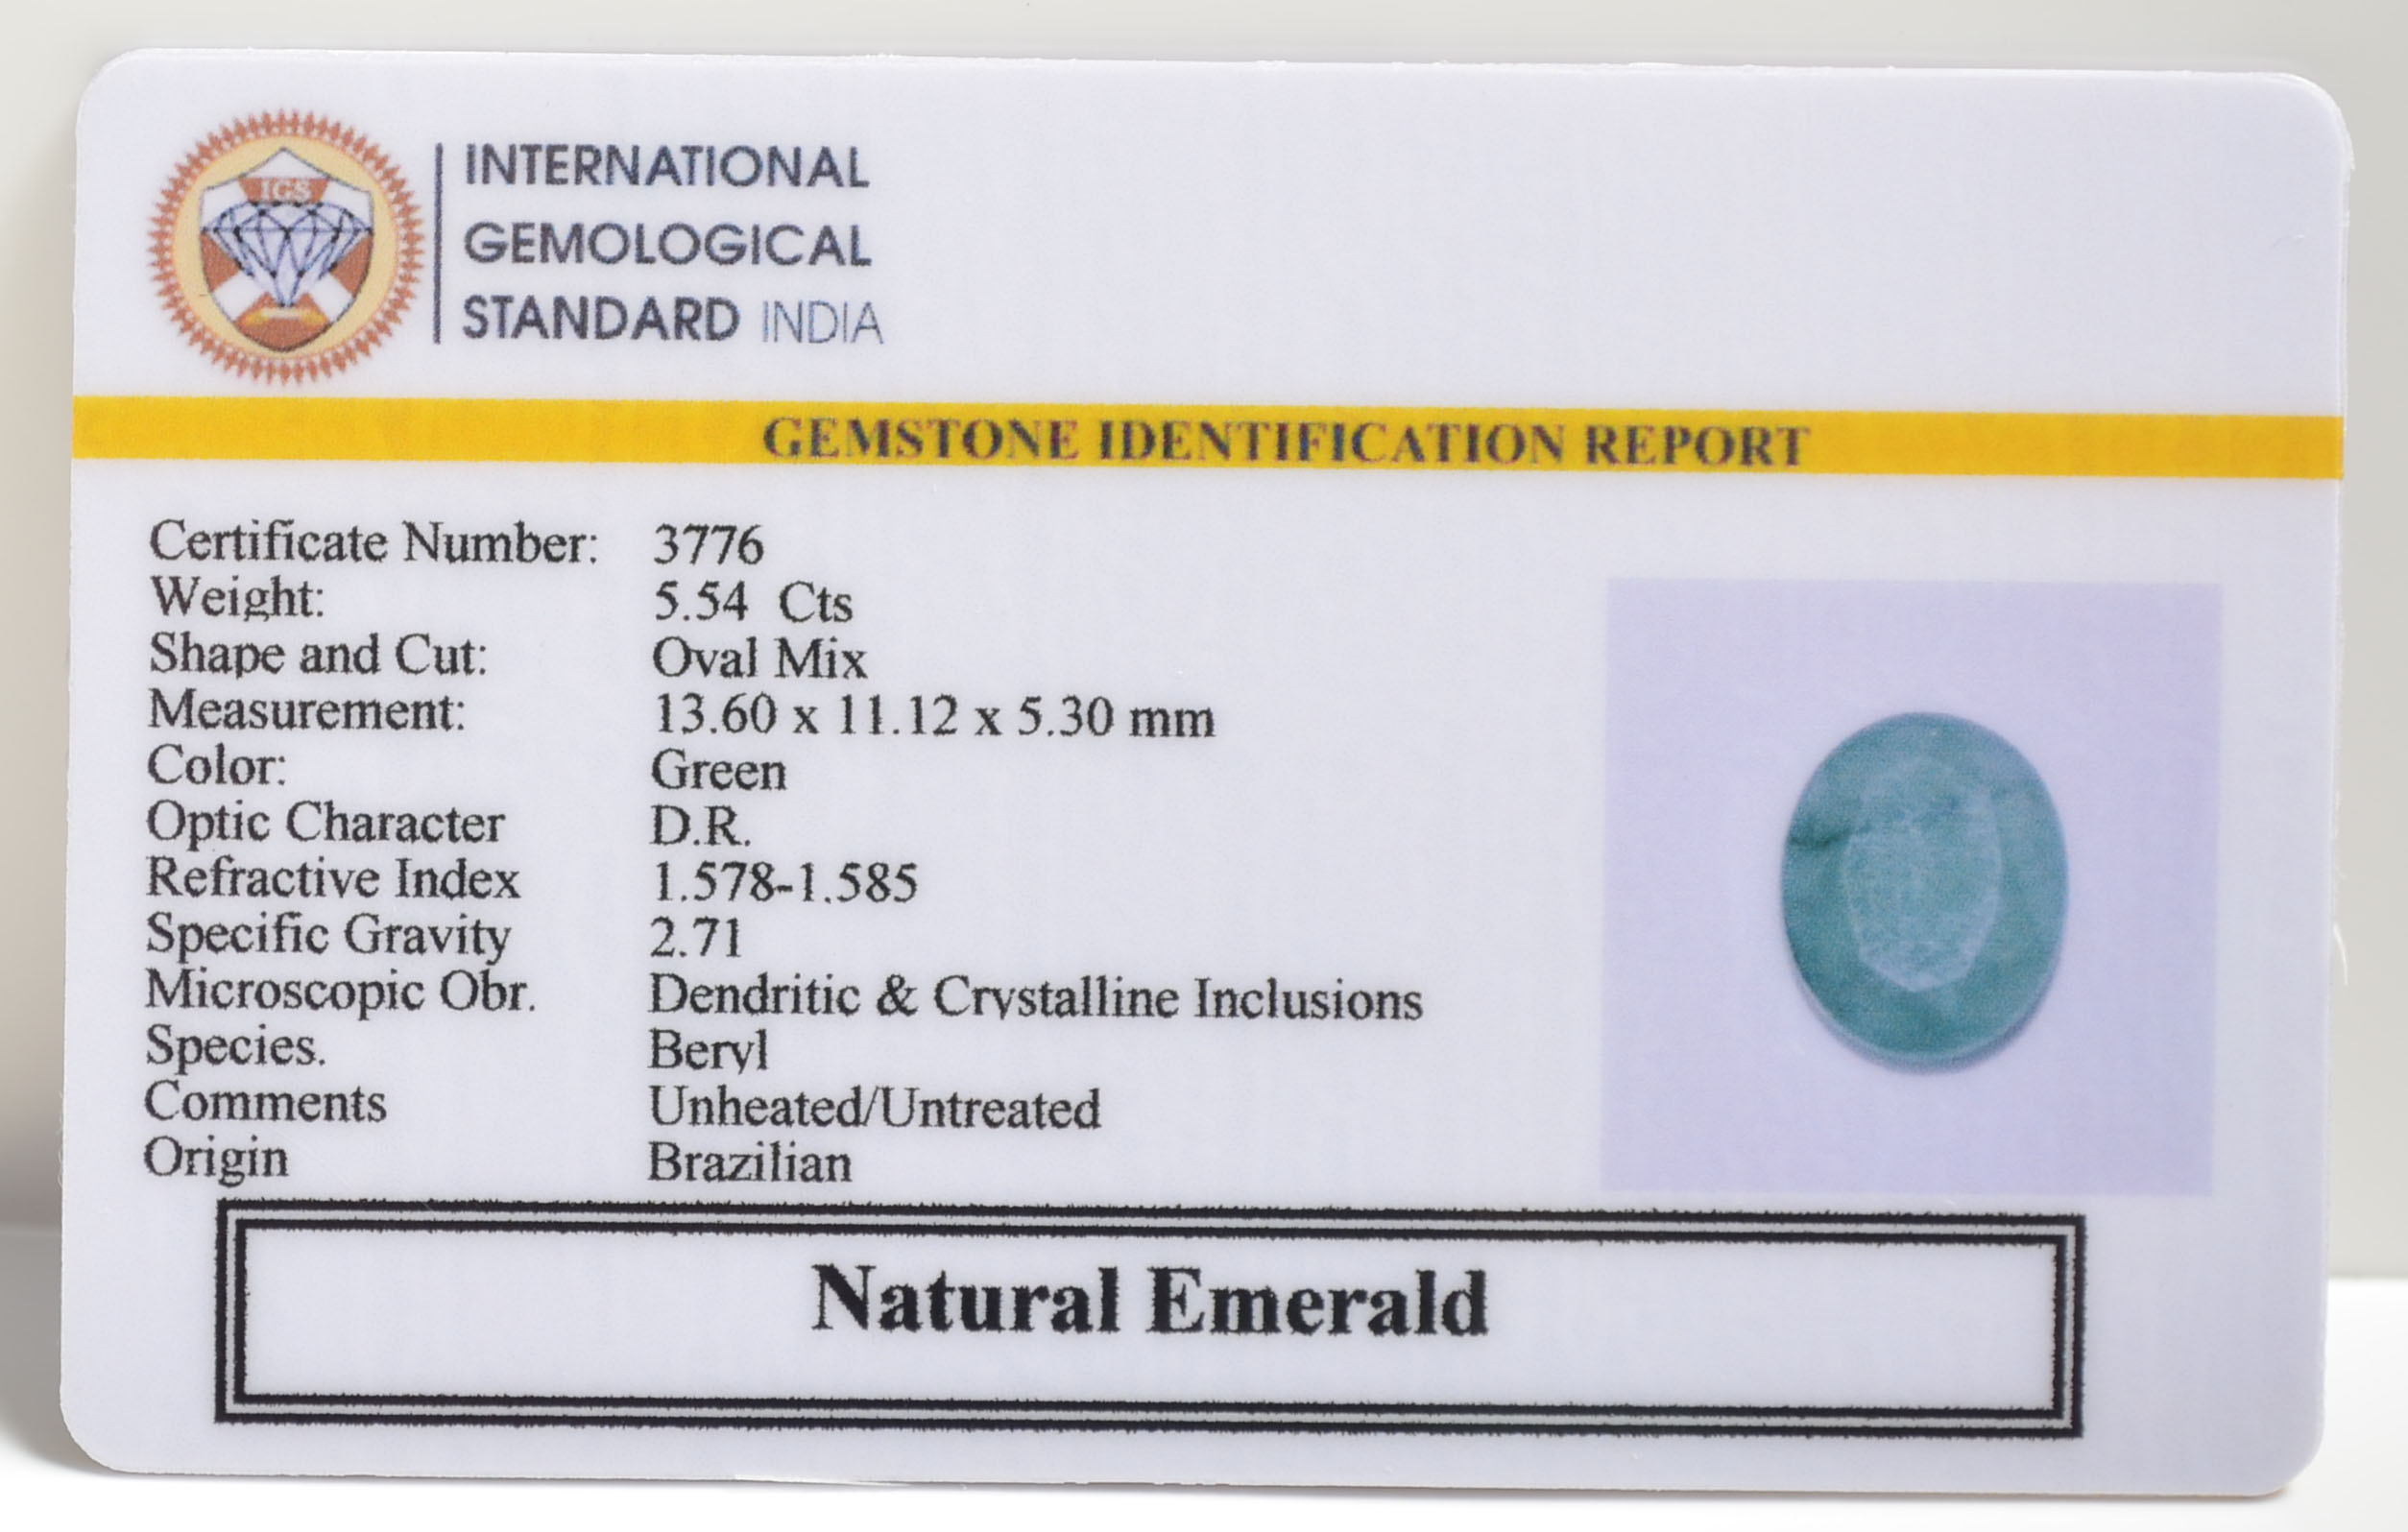 IGS
INTERNATIONAL
GEMOLOGICAL
STANDARD INDIA
GEMSTONE IDENTIFICATION REPORT
Certificate Number: 3776
Weight: 5.54 Cts
Shape and Cut: Oval Mix
Measurement: 13.60 x 11.12 x 5.30 mm
Color: Green
Optic Character D.R.
Refractive Index 1.578-1.585
Specific Gravity 2.71
Microscopic Obr. Dendritic & Crystalline Inclusions
Species. Beryl
Comments Unheated/Untreated
Origin Brazilian
Natural Emerald